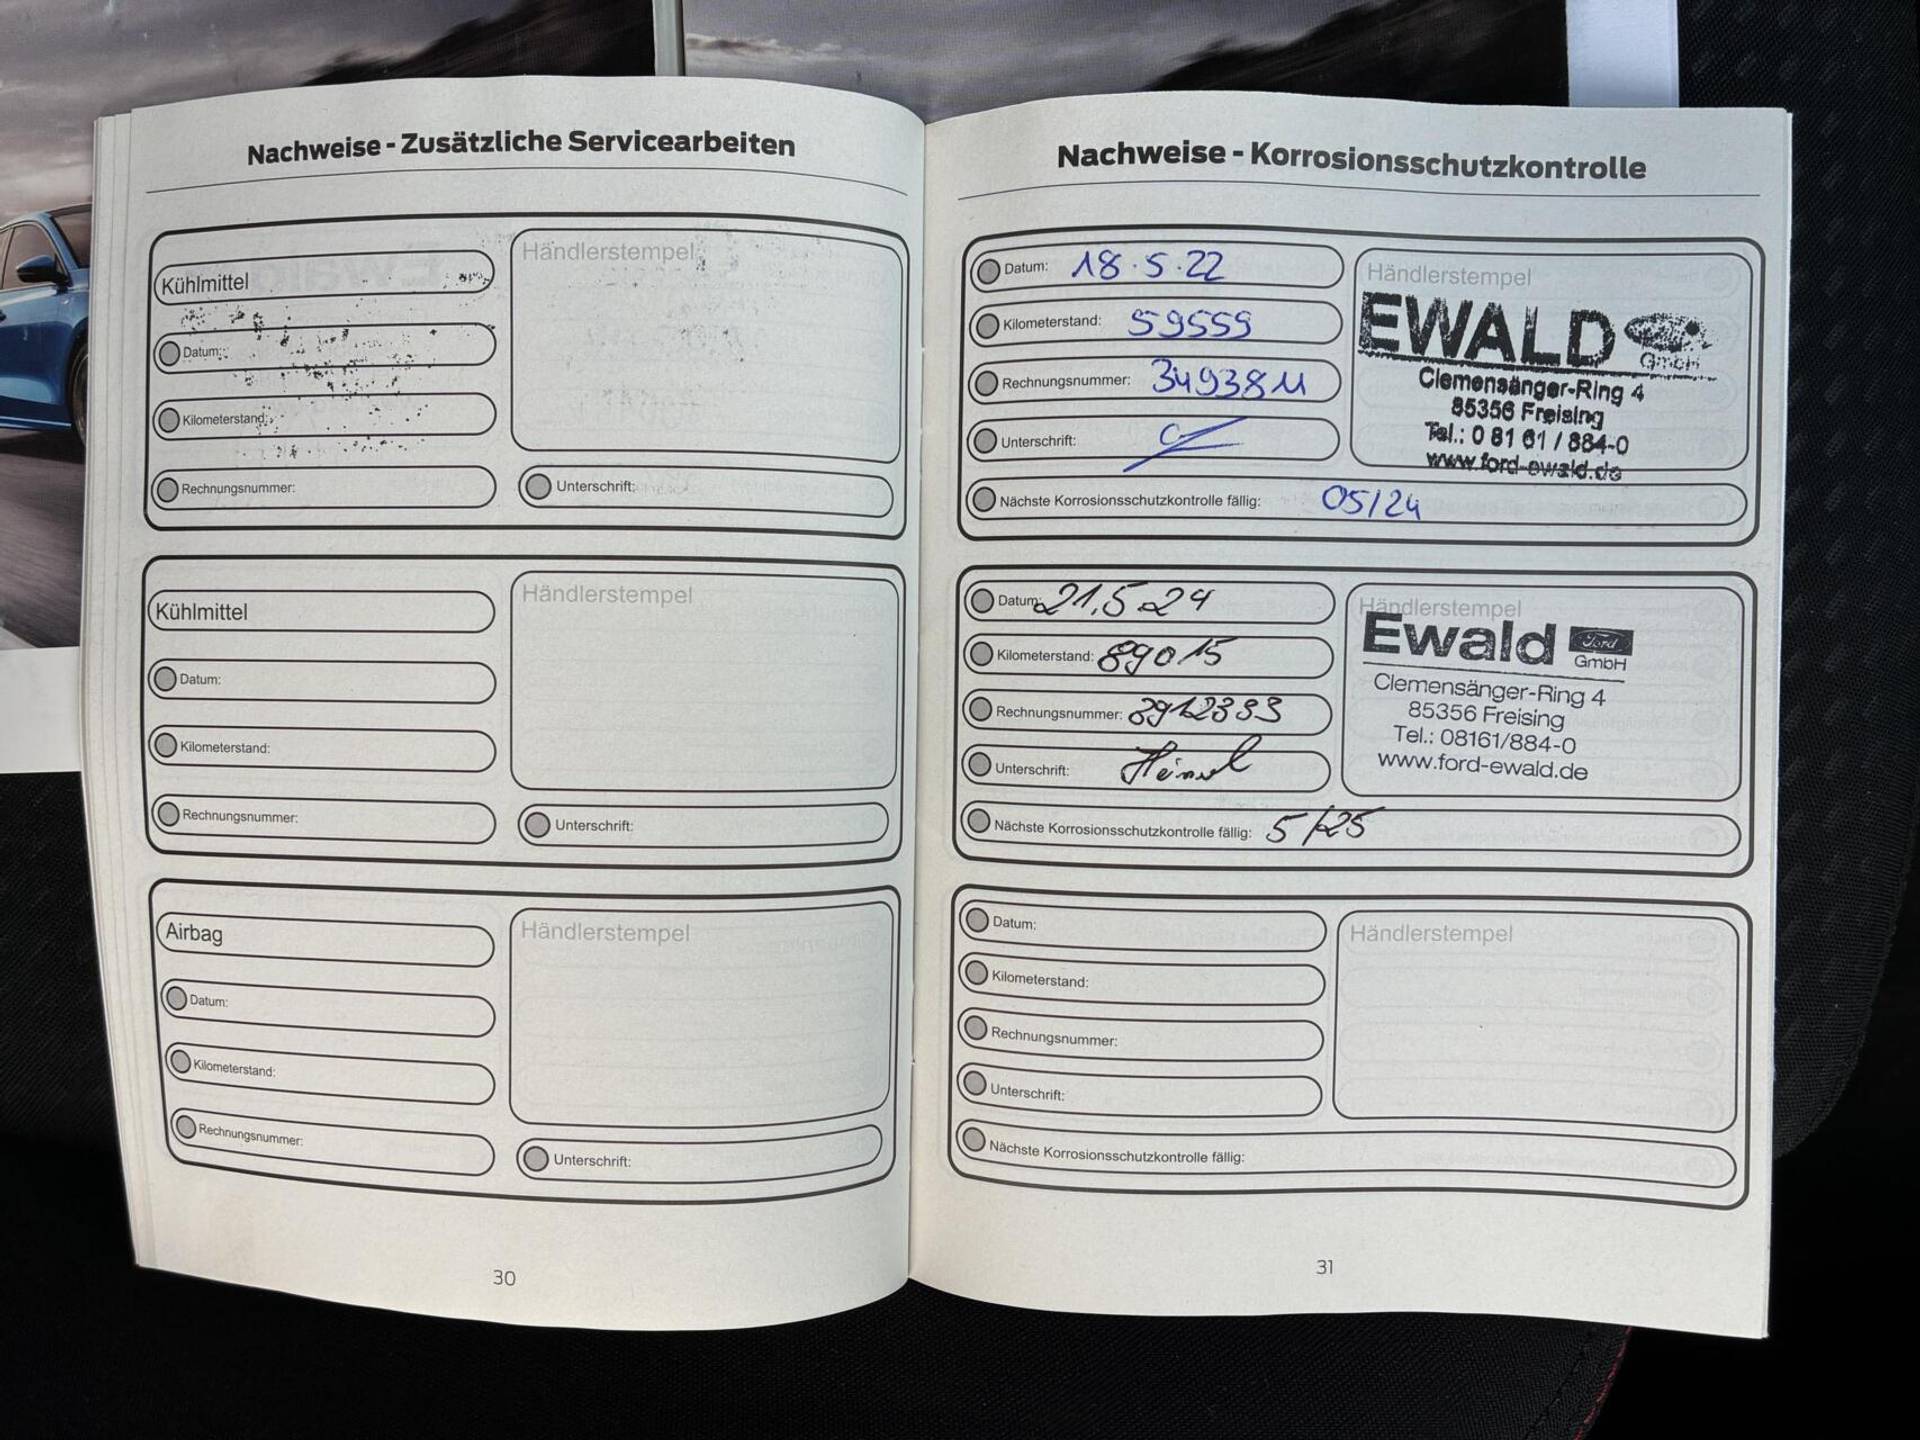 Nachweise - Zusätzliche Servicearbeiten
Kühlmittel
Händlerstempel
Datum:
Kilometerstand:
Rechnungsnummer:
Unterschrift:
Kühlmittel
Händlerstempel
Datum:
Kilometerstand:
Rechnungsnummer:
Unterschrift:
Airbag
Händlerstempel
Datum:
Kilometerstand:
Rechnungsnummer:
Unterschrift:
30
Nachweise - Korrosionsschutzkontrolle
Datum: 18.5.22
Kilometerstand: 59559
Rechnungsnummer:
Unterschrift:
Händlerstempel
EWALD
GmbH
Clemensänger-Ring 4
85356 Freising
Tel.: 0 81 61 / 884-0
www.ford-ewald.de
Nächste Korrosionsschutzkontrolle fällig: 05/24
Datum: 21.5.24
Kilometerstand: 89015
Rechnungsnummer:
Unterschrift:
Händlerstempel
Ewald Ford
GmbH
Clemensänger-Ring 4
85356 Freising
Tel.: 08161/884-0
www.ford-ewald.de
Nächste Korrosionsschutzkontrolle fällig: 5/25
Datum:
Kilometerstand:
Rechnungsnummer:
Unterschrift:
Händlerstempel
Nächste Korrosionsschutzkontrolle fällig:
31